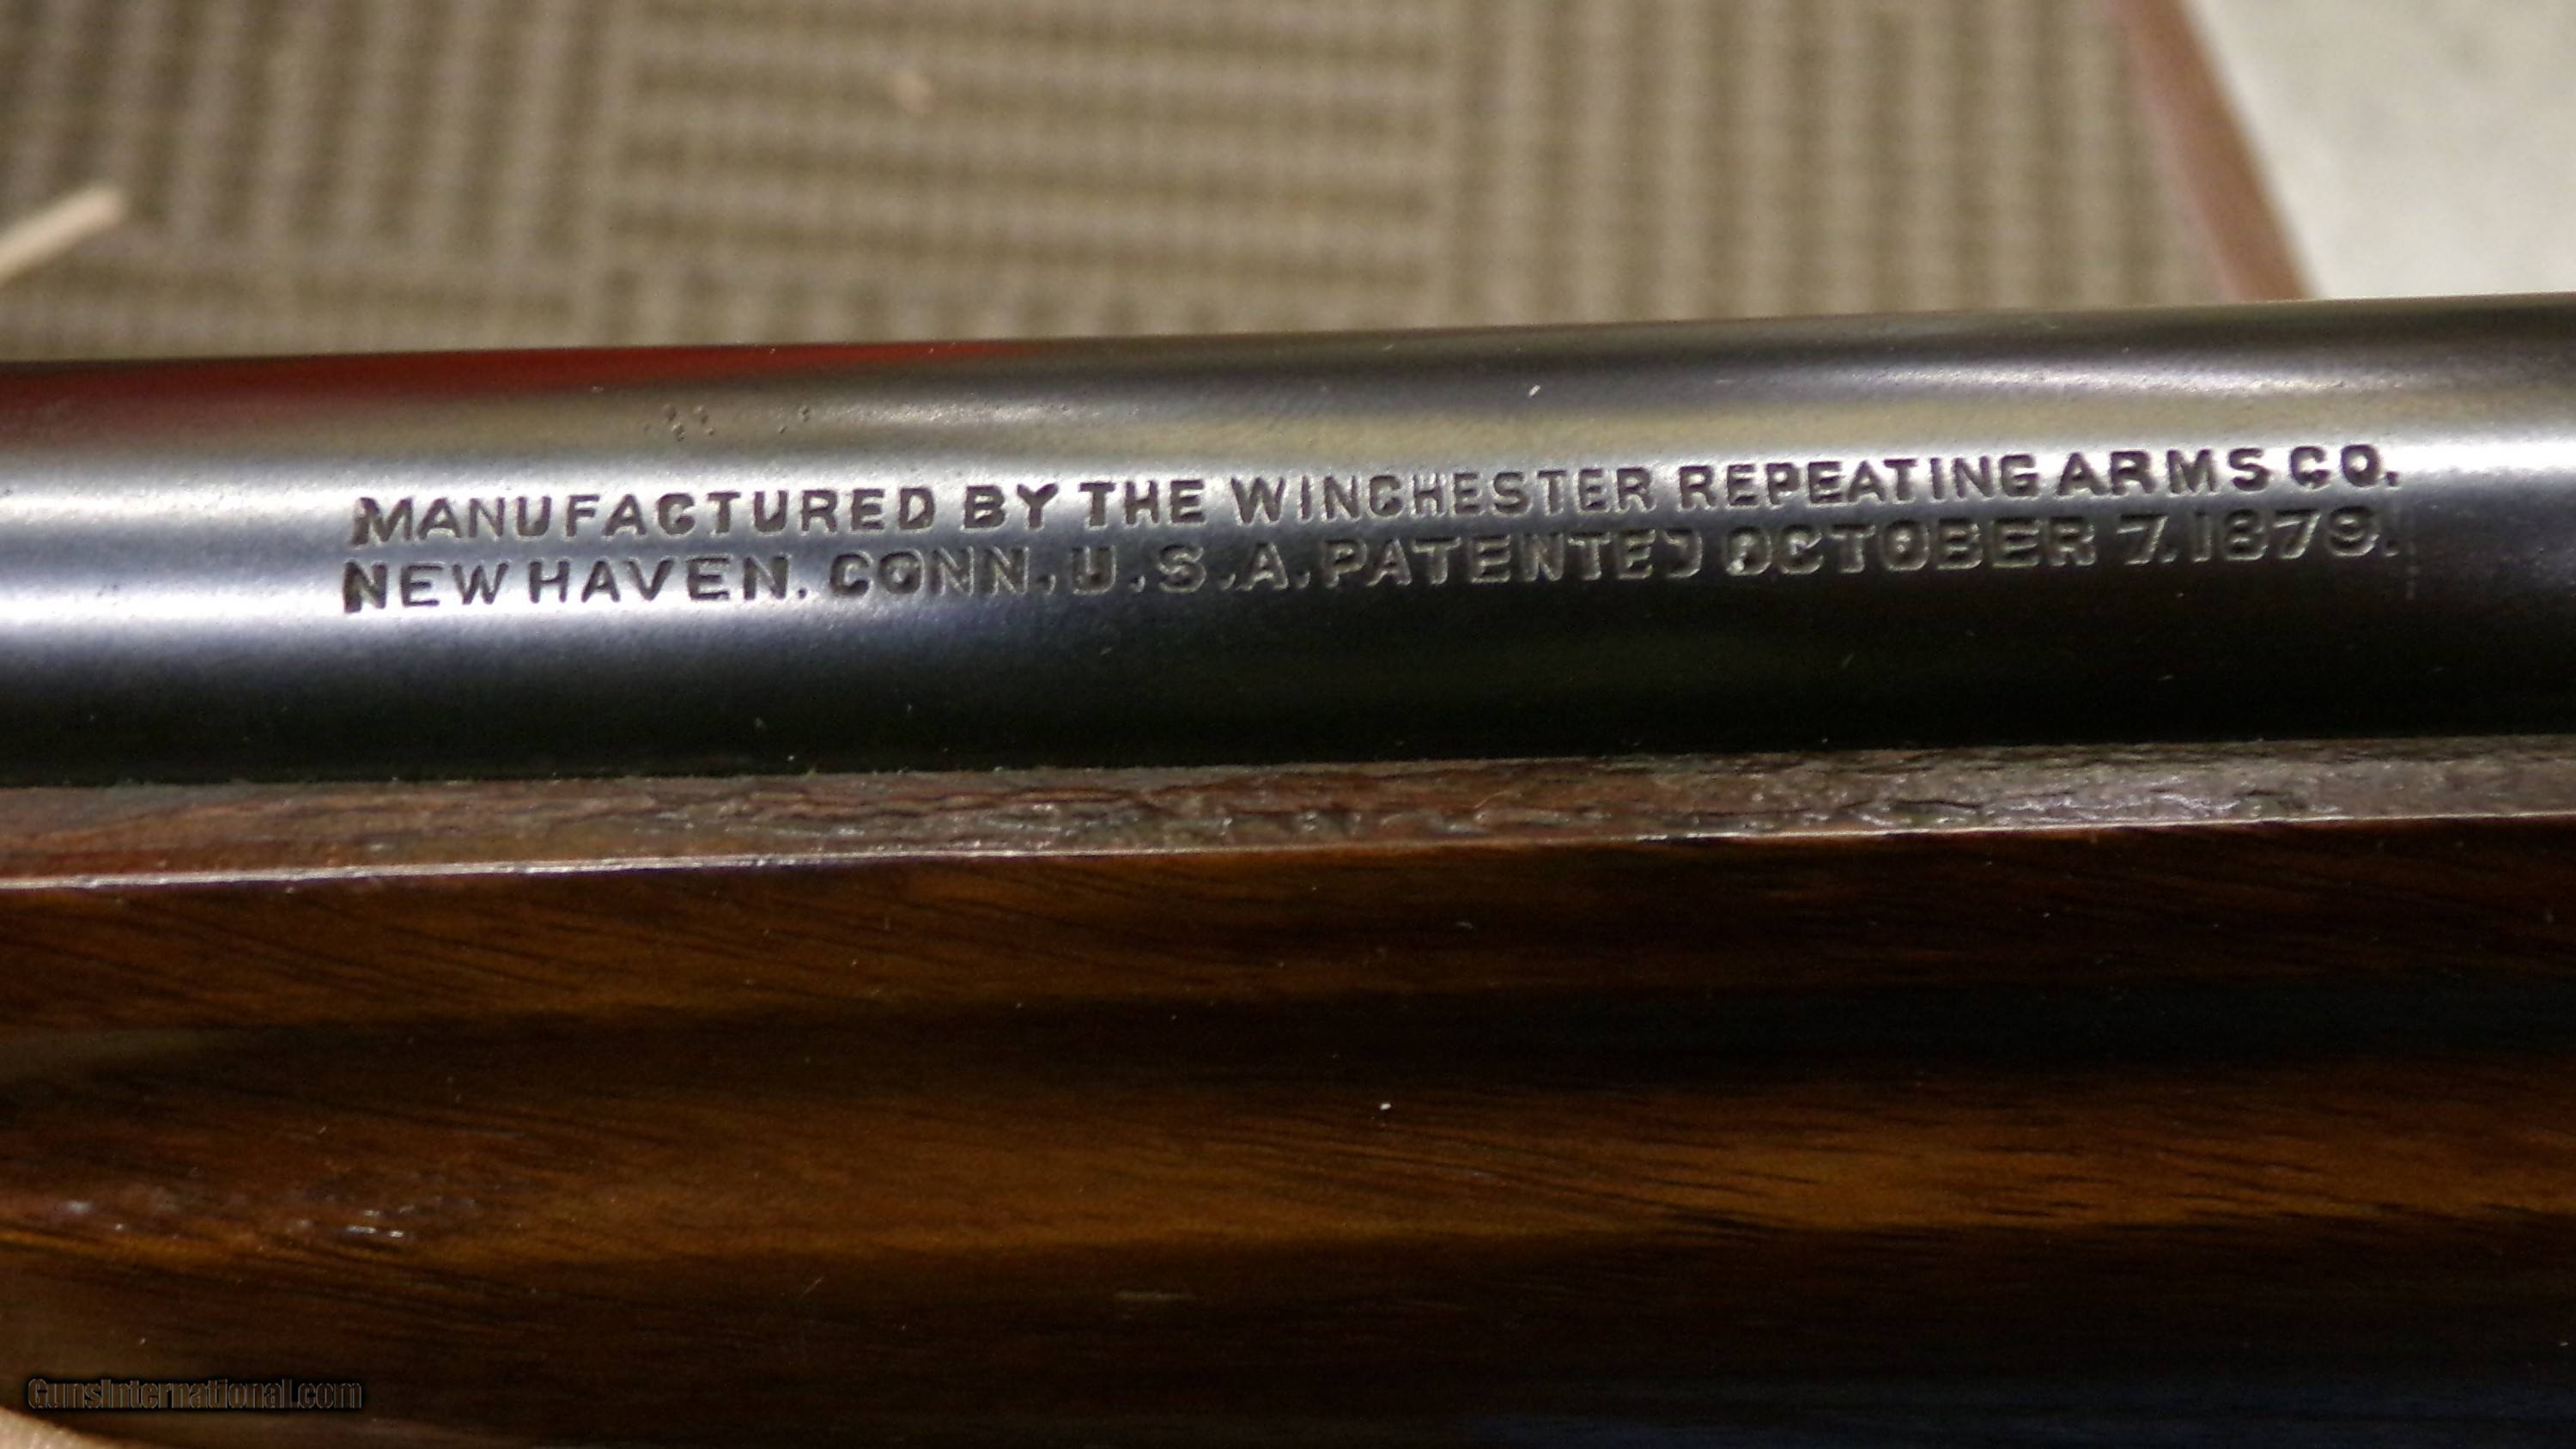 MANUFACTURED BY THE WINCHESTER REPEATING ARMS CO.
NEW HAVEN. CONN. U.S.A. PATENTED OCTOBER 7. 1879.
GunsInternational.com